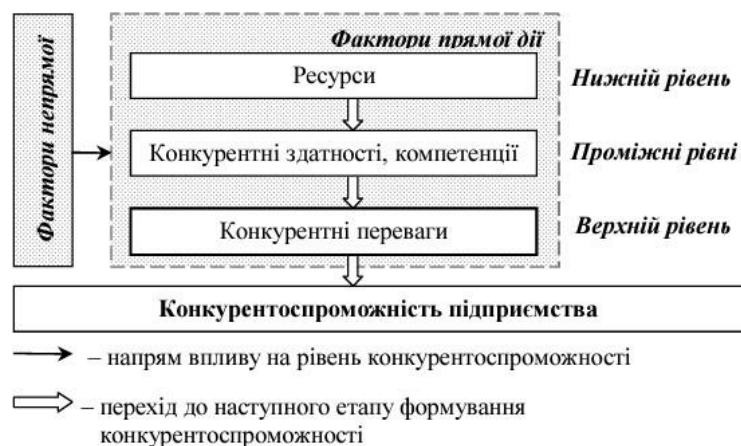 Фактори непрямої
Фактори прямої дії
Ресурси
Нижній рівень
Конкурентні здатності, компетенції
Проміжні рівні
Конкурентні переваги
Верхній рівень
Конкурентоспроможність підприємства
– напрям впливу на рівень конкурентоспроможності
– перехід до наступного етапу формування
конкурентоспроможності